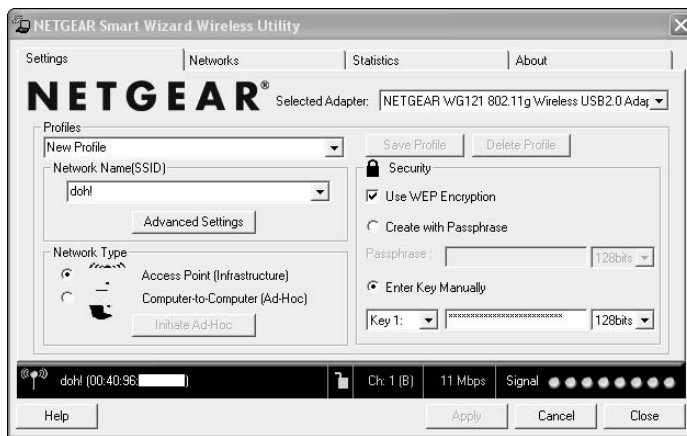 NETGEAR Smart Wizard Wireless Utility
Settings Networks Statistics About
NETGEAR® Selected Adapter: NETGEAR WG121 802.11g Wireless USB2.0 Adap
Profiles
New Profile Save Profile Delete Profile
Network Name(SSID) Security
doh! Use WEP Encryption
Advanced Settings Create with Passphrase
Network Type Passphrase : 128bits
Access Point (Infrastructure) Enter Key Manually
Computer-to-Computer (Ad-Hoc)
Initiate Ad-Hoc Key 1: ************************** 128bits
doh! (00:40:96: ) Ch: 1 (B) 11 Mbps Signal
Help Apply Cancel Close